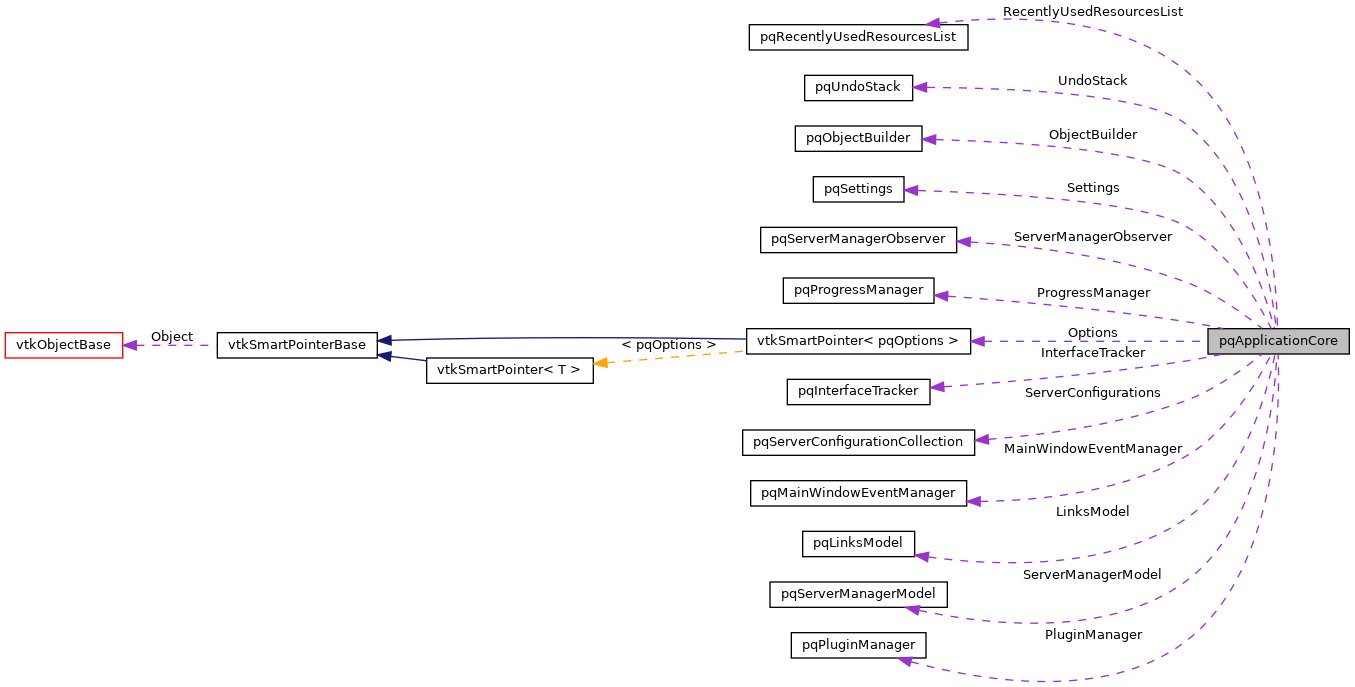 RecentlyUsedResourcesList
pqRecentlyUsedResourcesList
UndoStack
pqUndoStack
ObjectBuilder
pqObjectBuilder
Settings
pqSettings
ServerManagerObserver
pqServerManagerObserver
ProgressManager
pqProgressManager
Object
vtkObjectBase
vtkSmartPointerBase
< pqOptions >
vtkSmartPointer< pqOptions >
Options
pqApplicationCore
vtkSmartPointer< T >
InterfaceTracker
pqInterfaceTracker
ServerConfigurations
pqServerConfigurationCollection
MainWindowEventManager
pqMainWindowEventManager
LinksModel
pqLinksModel
ServerManagerModel
pqServerManagerModel
PluginManager
pqPluginManager